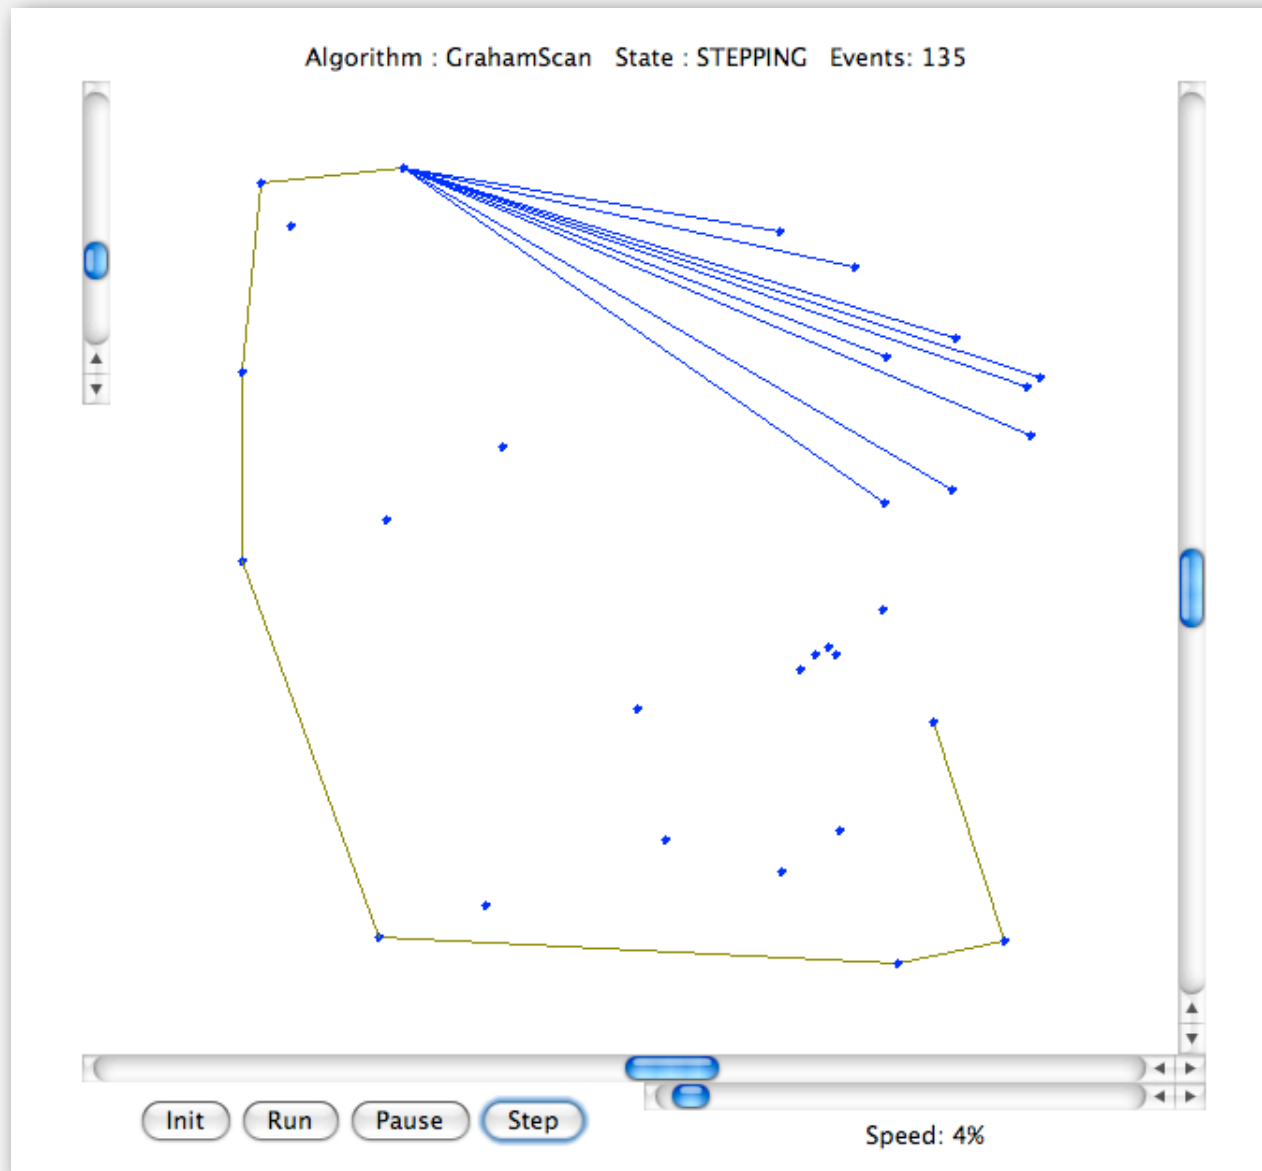 Algorithm : GrahamScan   State : STEPPING   Events: 135
Init Run Pause Step
Speed: 4%